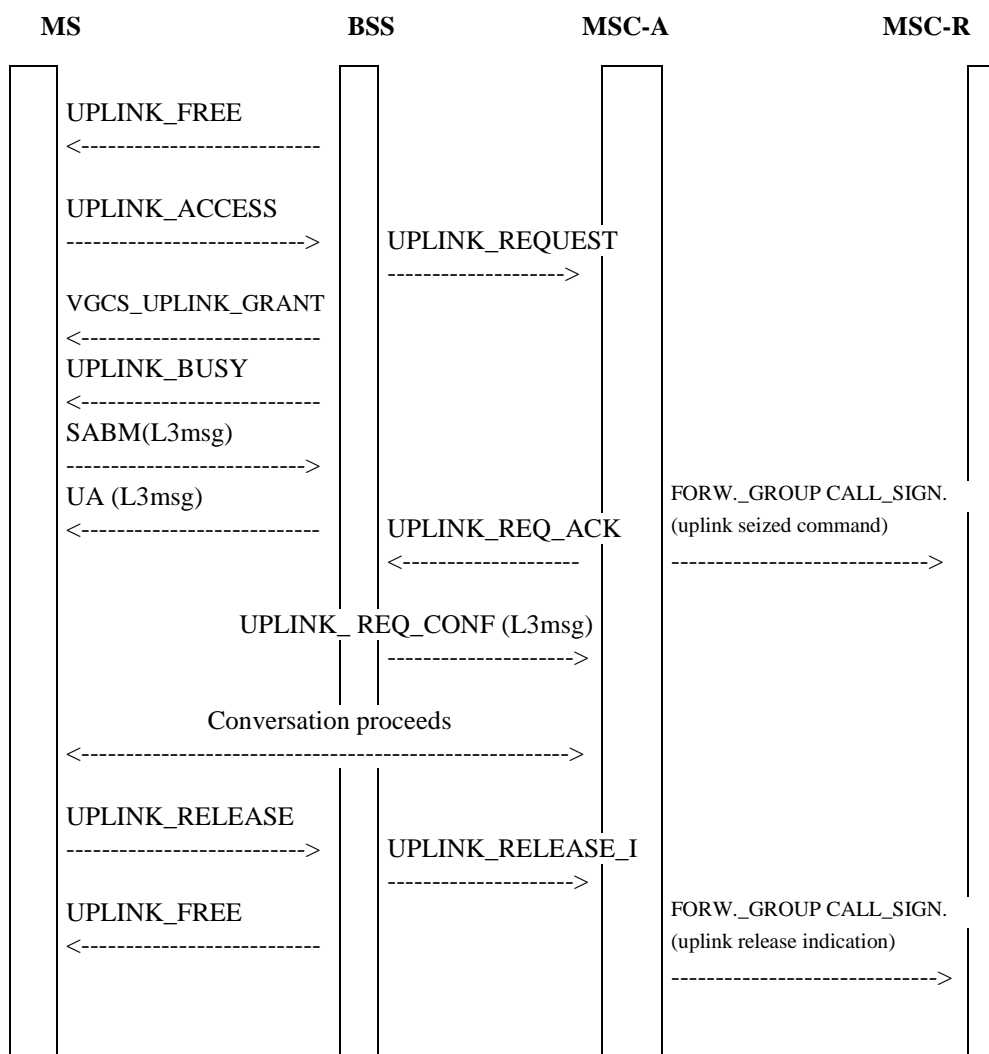 MS BSS MSC-A MSC-R
UPLINK_FREE
<---------------------------
UPLINK_ACCESS
--------------------------->
UPLINK_REQUEST
-------------------->
VGCS_UPLINK_GRANT
<---------------------------
UPLINK_BUSY
<---------------------------
SABM(L3msg)
--------------------------->
UA (L3msg)
<---------------------------
FORW._GROUP CALL_SIGN.
(uplink seized command)
----------------------------->
UPLINK_REQ_ACK
<--------------------
UPLINK_ REQ_CONF (L3msg)
--------------------->
Conversation proceeds
<------------------------------------------------------->
UPLINK_RELEASE
--------------------------->
UPLINK_RELEASE_I
--------------------->
UPLINK_FREE
<---------------------------
FORW._GROUP CALL_SIGN.
(uplink release indication)
------------------------------>